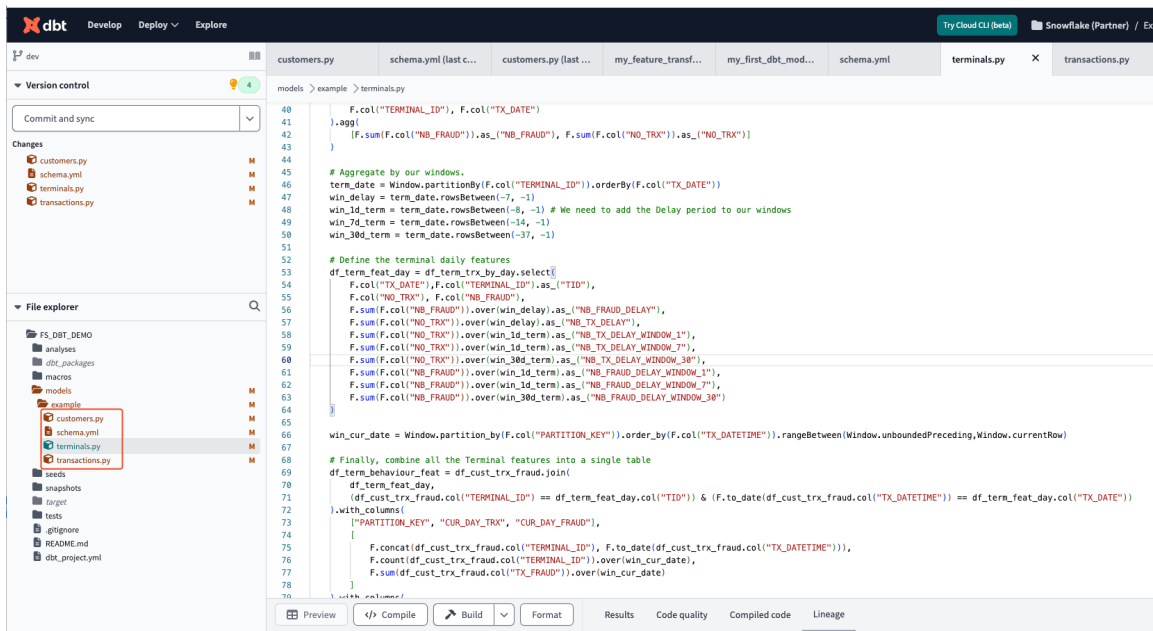 dbt Develop Deploy Explore Try Cloud CLI (beta) Snowflake (Partner) / Ex
dev
Version control 4
Commit and sync
Changes
customers.py M
schema.yml M
terminals.py M
transactions.py M
File explorer
FS_DBT_DEMO
analyses
dbt_packages
macros
models M
example M
customers.py M
schema.yml M
terminals.py M
transactions.py M
seeds
snapshots
target
tests
.gitignore
README.md
dbt_project.yml
customers.py schema.yml (last c... customers.py (last ... my_feature_transf... my_first_dbt_mod... schema.yml terminals.py × transactions.py
models > example > terminals.py
40 F.col("TERMINAL_ID"), F.col("TX_DATE")
41 ).agg(
42 [F.sum(F.col("NB_FRAUD")).as_("NB_FRAUD"), F.sum(F.col("NO_TRX")).as_("NO_TRX")]
43 )
44
45 # Aggregate by our windows.
46 term_date = Window.partitionBy(F.col("TERMINAL_ID")).orderBy(F.col("TX_DATE"))
47 win_delay = term_date.rowsBetween(-7, -1)
48 win_1d_term = term_date.rowsBetween(-8, -1) # We need to add the Delay period to our windows
49 win_7d_term = term_date.rowsBetween(-14, -1)
50 win_30d_term = term_date.rowsBetween(-37, -1)
51
52 # Define the terminal daily features
53 df_term_feat_day = df_term_trx_by_day.select(
54 F.col("TX_DATE"),F.col("TERMINAL_ID").as_("TID"),
55 F.col("NO_TRX"), F.col("NB_FRAUD"),
56 F.sum(F.col("NB_FRAUD")).over(win_delay).as_("NB_FRAUD_DELAY"),
57 F.sum(F.col("NO_TRX")).over(win_delay).as_("NB_TX_DELAY"),
58 F.sum(F.col("NO_TRX")).over(win_1d_term).as_("NB_TX_DELAY_WINDOW_1"),
59 F.sum(F.col("NO_TRX")).over(win_1d_term).as_("NB_TX_DELAY_WINDOW_7"),
60 F.sum(F.col("NO_TRX")).over(win_30d_term).as_("NB_TX_DELAY_WINDOW_30"),
61 F.sum(F.col("NB_FRAUD")).over(win_1d_term).as_("NB_FRAUD_DELAY_WINDOW_1"),
62 F.sum(F.col("NB_FRAUD")).over(win_1d_term).as_("NB_FRAUD_DELAY_WINDOW_7"),
63 F.sum(F.col("NB_FRAUD")).over(win_30d_term).as_("NB_FRAUD_DELAY_WINDOW_30")
64 )
65
66 win_cur_date = Window.partition_by(F.col("PARTITION_KEY")).order_by(F.col("TX_DATETIME")).rangeBetween(Window.unboundedPreceding,Window.currentRow)
67
68 # Finally, combine all the Terminal features into a single table
69 df_term_behaviour_feat = df_cust_trx_fraud.join(
70 df_term_feat_day,
71 (df_cust_trx_fraud.col("TERMINAL_ID") == df_term_feat_day.col("TID")) & (F.to_date(df_cust_trx_fraud.col("TX_DATETIME")) == df_term_feat_day.col("TX_DATE"))
72 ).with_columns(
73 ["PARTITION_KEY", "CUR_DAY_TRX", "CUR_DAY_FRAUD"],
74 [
75 F.concat(df_cust_trx_fraud.col("TERMINAL_ID"), F.to_date(df_cust_trx_fraud.col("TX_DATETIME"))),
76 F.count(df_cust_trx_fraud.col("TERMINAL_ID")).over(win_cur_date),
77 F.sum(df_cust_trx_fraud.col("TX_FRAUD")).over(win_cur_date)
78 ]
79 ).with_columns(
Preview </> Compile Build Format Results Code quality Compiled code Lineage